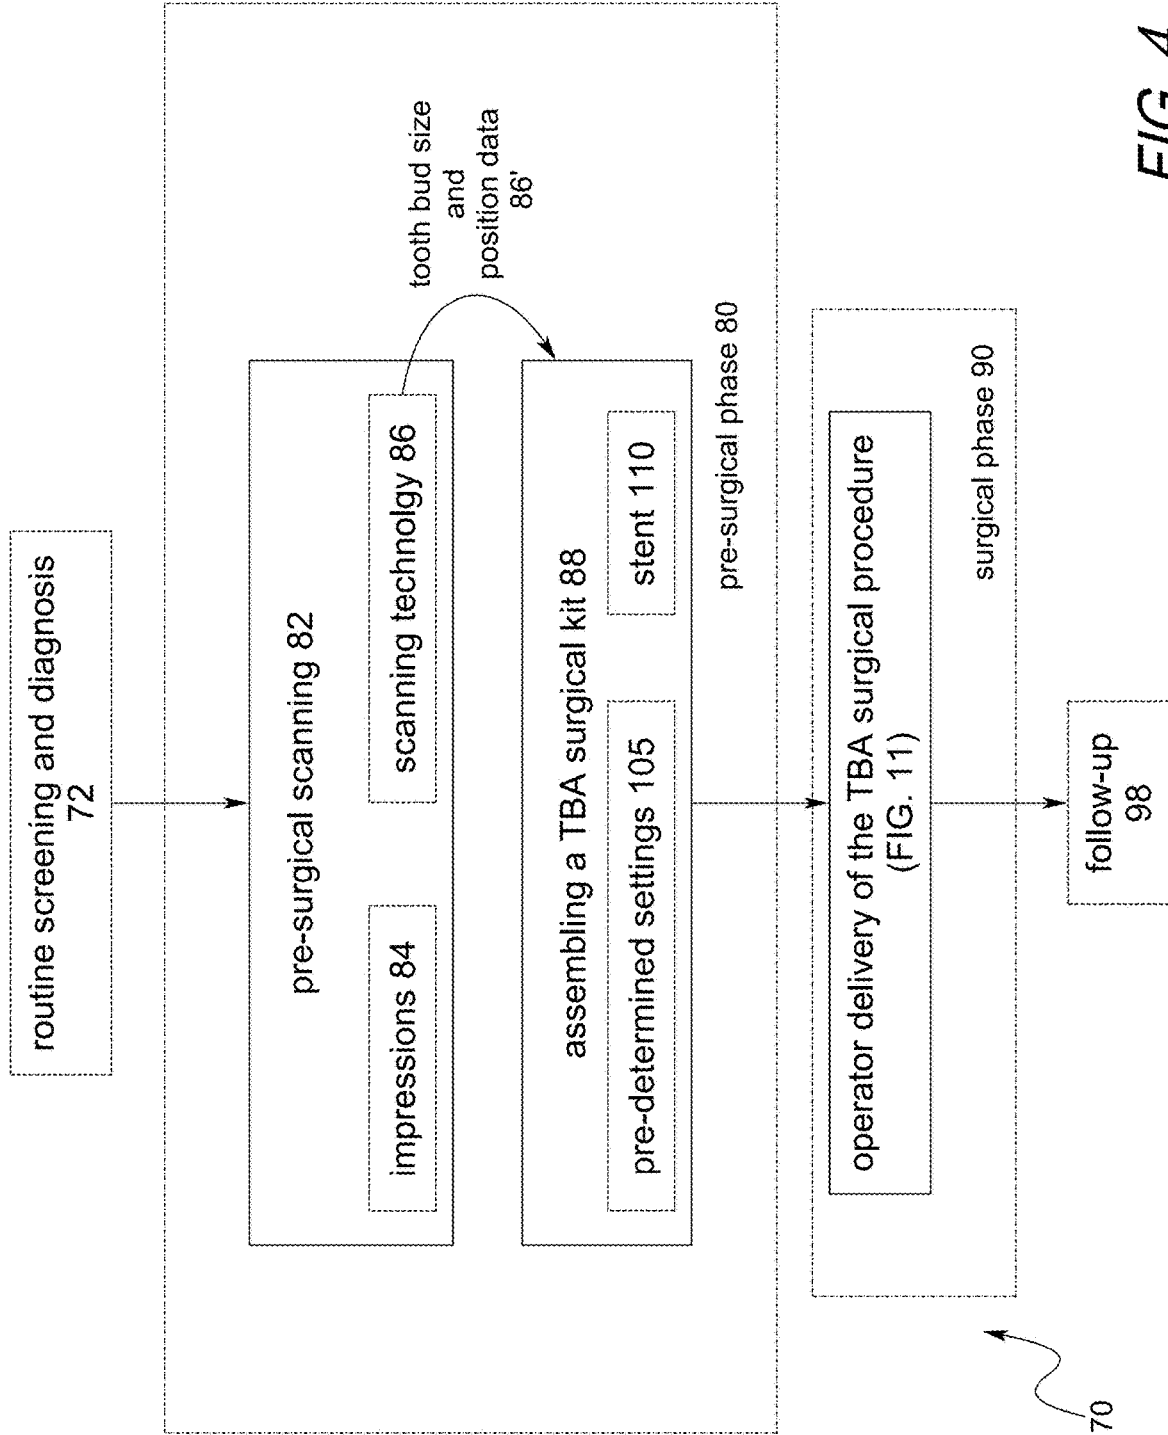 routine screening and diagnosis
72
pre-surgical scanning 82
impressions 84
scanning technolgy 86
tooth bud size
and
position data
86'
assembling a TBA surgical kit 88
pre-determined settings 105
stent 110
pre-surgical phase 80
operator delivery of the TBA surgical procedure
(FIG. 11)
surgical phase 90
follow-up
98
70
FIG. 4